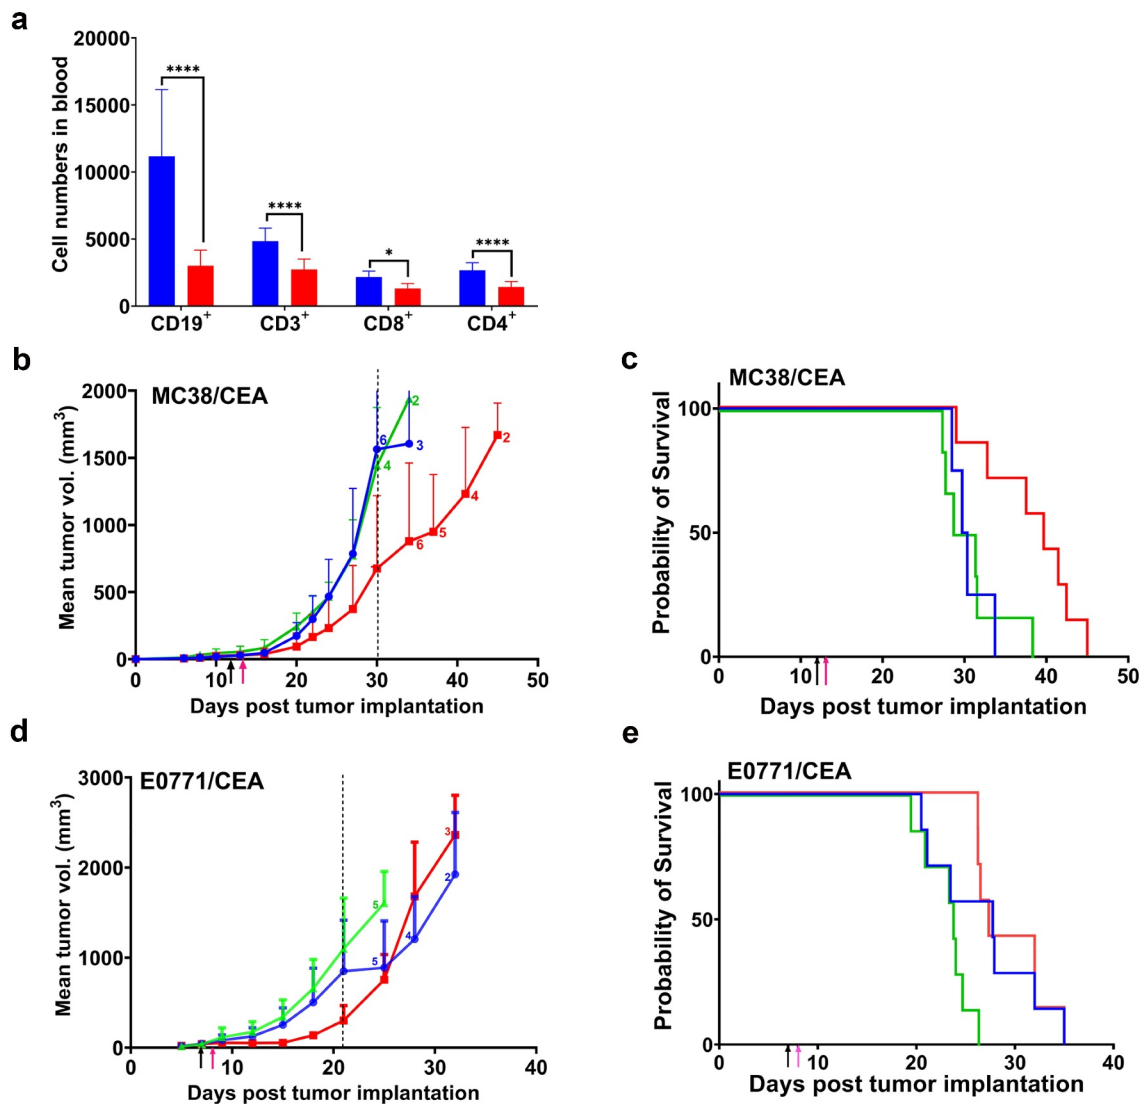 a
20000
15000
10000
5000
0
Cell numbers in blood
****
****
*
****
CD19+
CD3+
CD8+
CD4+
b
MC38/CEA
2000
1500
1000
500
0
Mean tumor vol. (mm3)
2
6
3
4
2
4
5
6
0
10
20
30
40
50
Days post tumor implantation
c
MC38/CEA
100
50
0
Probability of Survival
0
10
20
30
40
50
Days post tumor implantation
d
E0771/CEA
3000
2000
1000
0
Mean tumor vol. (mm3)
3
2
5
4
5
0
10
20
30
40
Days post tumor implantation
e
E0771/CEA
100
50
0
Probability of Survival
0
10
20
30
40
Days post tumor implantation